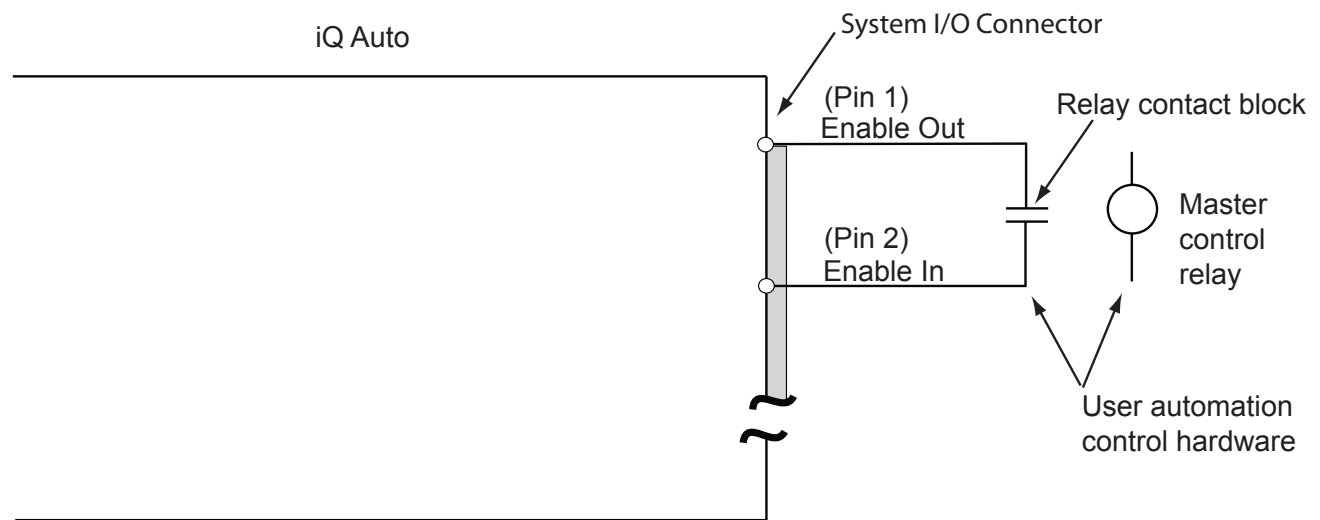 iQ Auto
System I/O Connector
(Pin 1)
Enable Out
Relay contact block
(Pin 2)
Enable In
Master
control
relay
User automation
control hardware